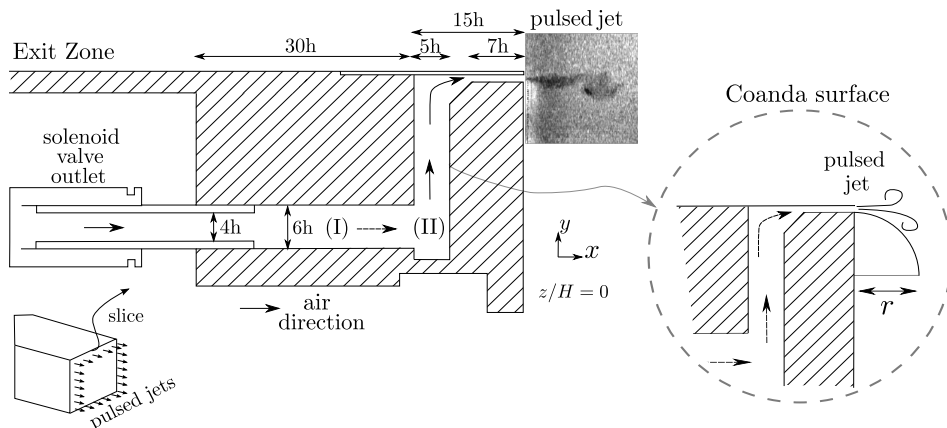 15h
pulsed jet
Exit Zone
30h
5h
7h
Coanda surface
solenoid
valve
outlet
pulsed
jet
4h
6h
(I)
(II)
y
x
z/H = 0
r
slice
air
direction
pulsed jets